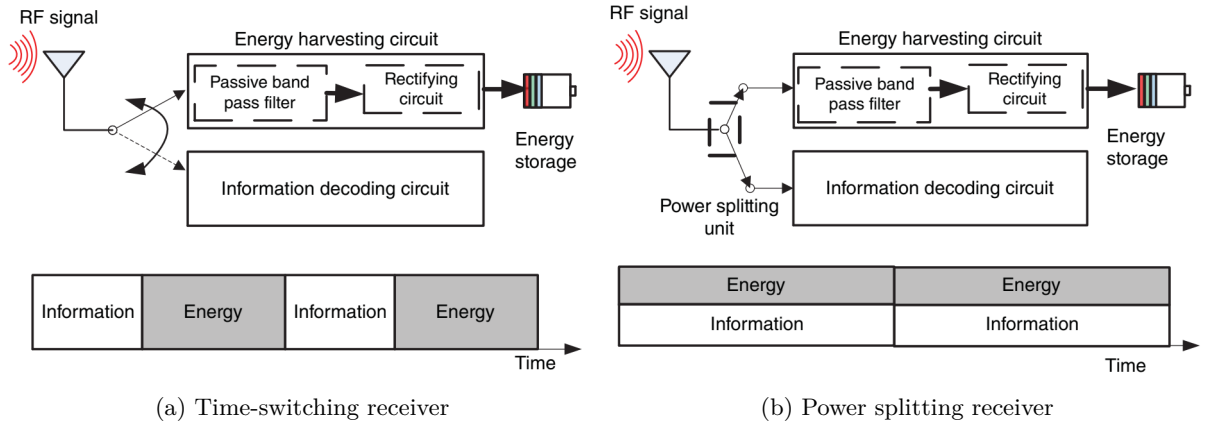 RF signal
Energy harvesting circuit
Passive band
pass filter
Rectifying
circuit
Energy
storage
Information decoding circuit
Information
Energy
Information
Energy
Time
(a) Time-switching receiver
RF signal
Energy harvesting circuit
Passive band
pass filter
Rectifying
circuit
Energy
storage
Information decoding circuit
Power splitting
unit
Energy
Energy
Information
Information
Time
(b) Power splitting receiver